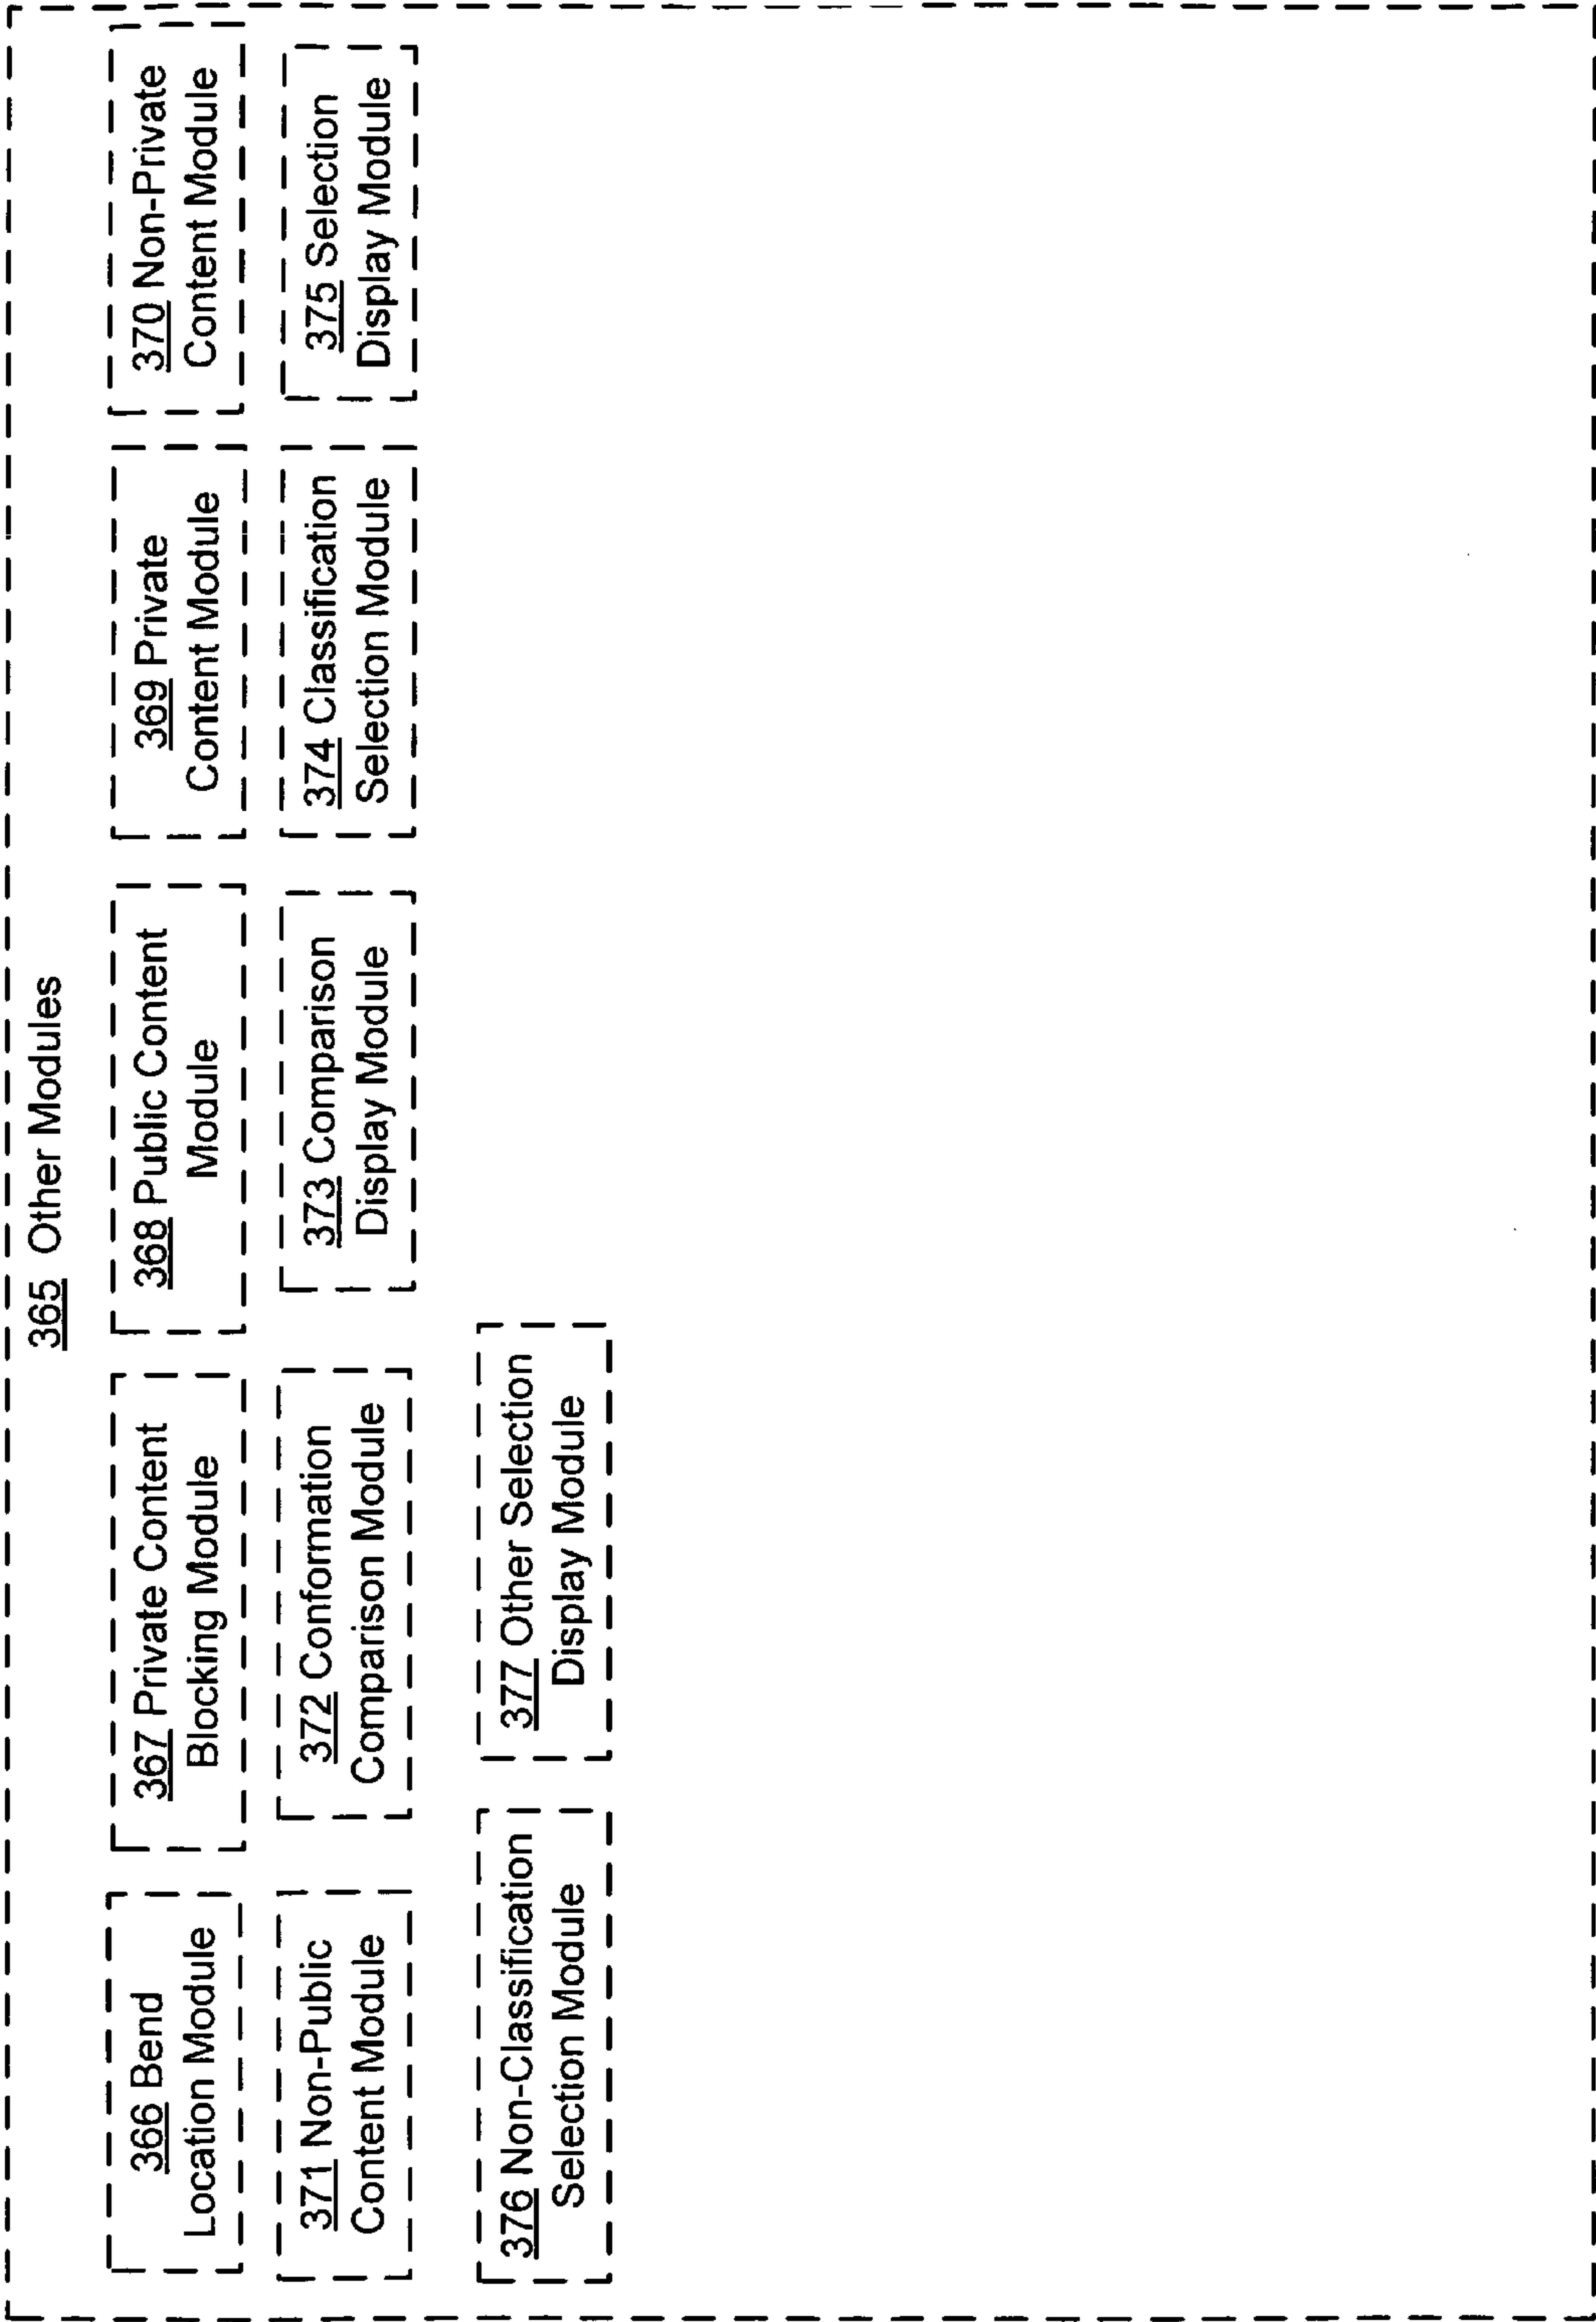 365 Other Modules
366 Bend
Location Module
367 Private Content
Blocking Module
368 Public Content
Module
369 Private
Content Module
370 Non-Private
Content Module
371 Non-Public
Content Module
372 Conformation
Comparison Module
373 Comparison
Display Module
374 Classification
Selection Module
375 Selection
Display Module
376 Non-Classification
Selection Module
377 Other Selection
Display Module